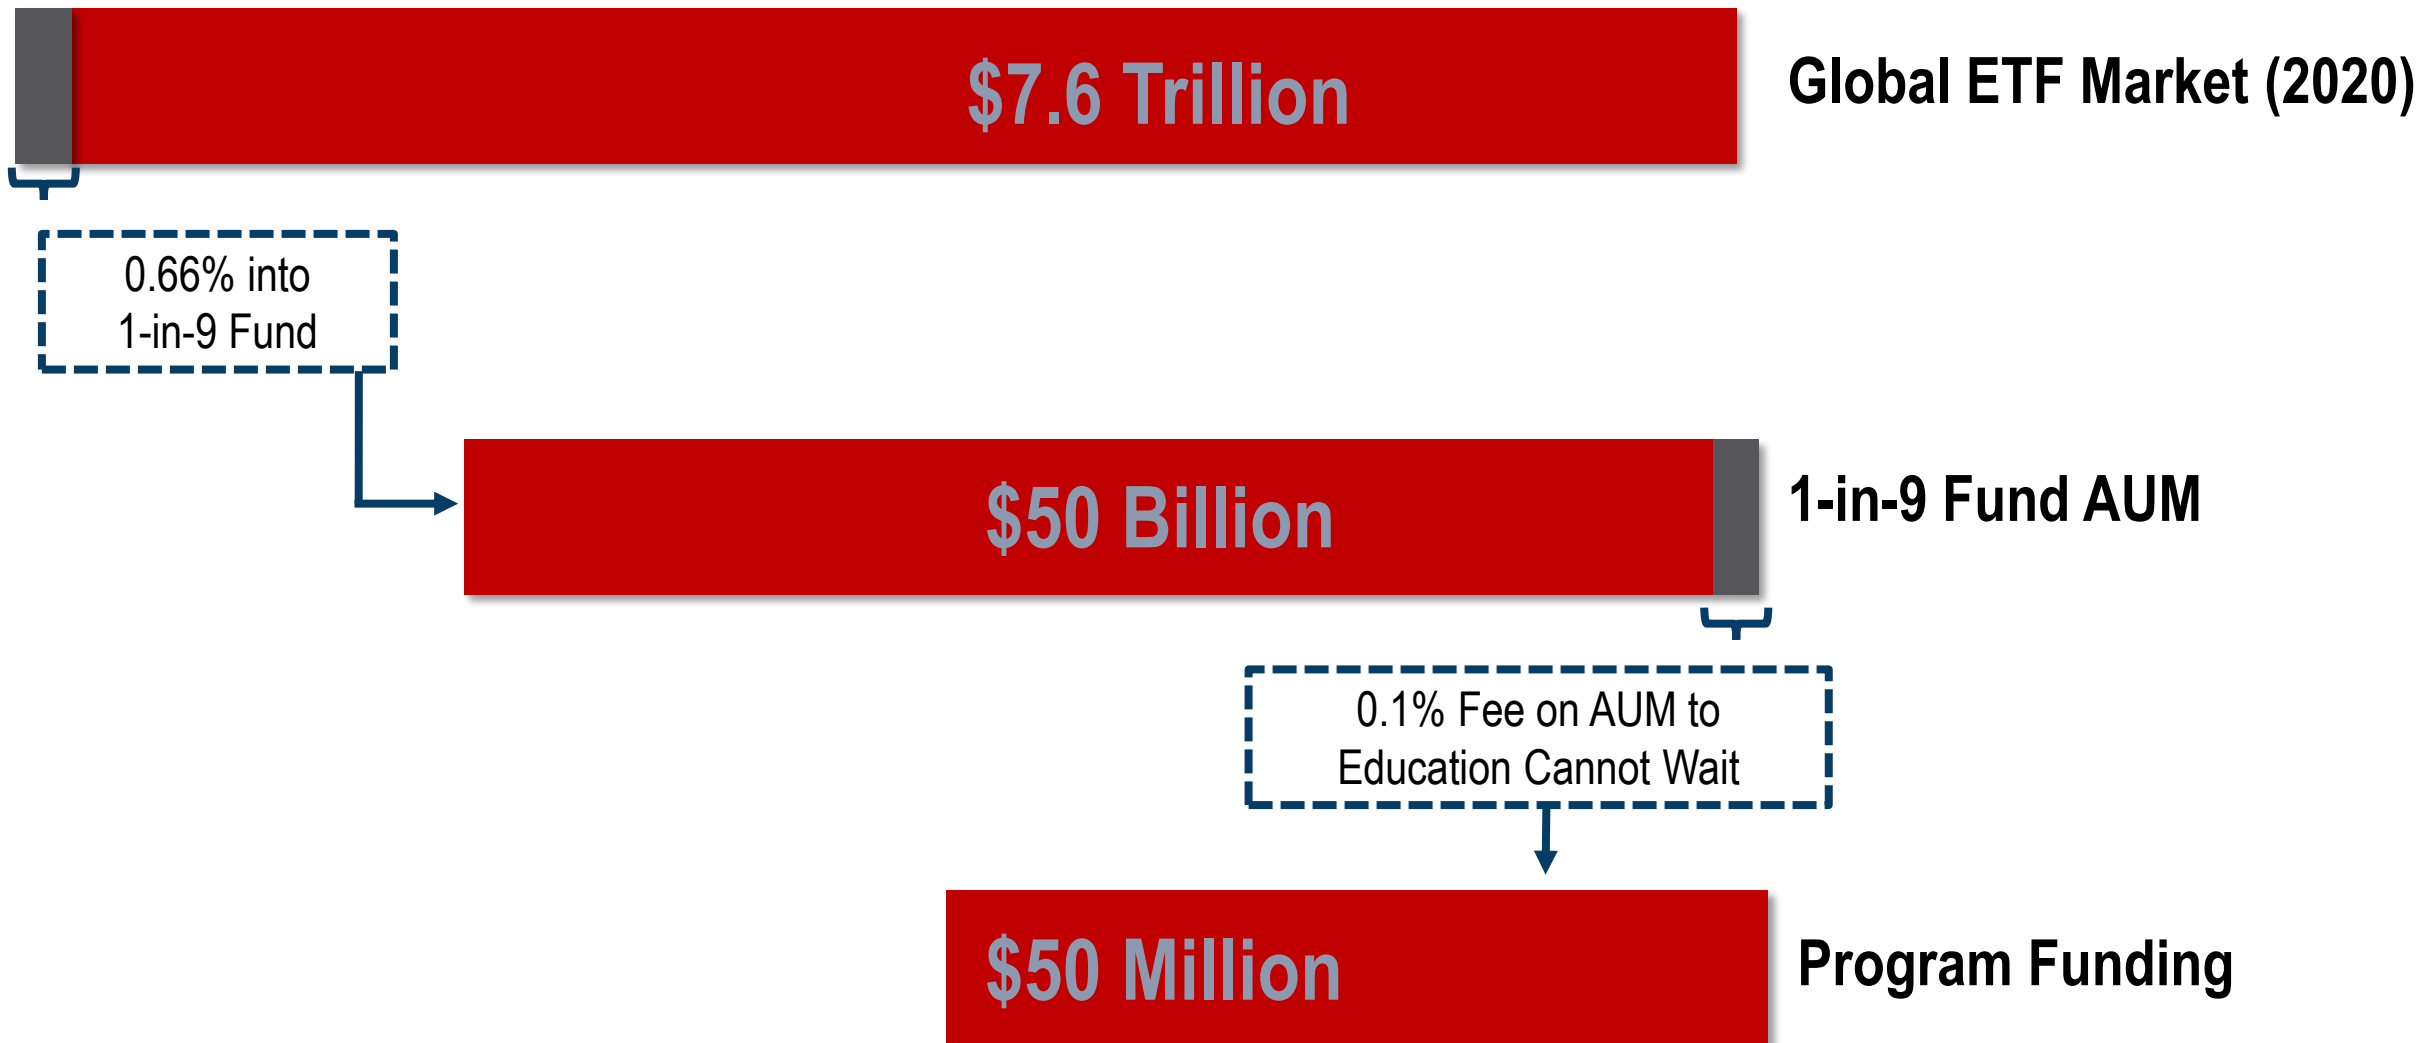 $7.6 Trillion
Global ETF Market (2020)
0.66% into
1-in-9 Fund
$50 Billion
1-in-9 Fund AUM
0.1% Fee on AUM to
Education Cannot Wait
$50 Million
Program Funding